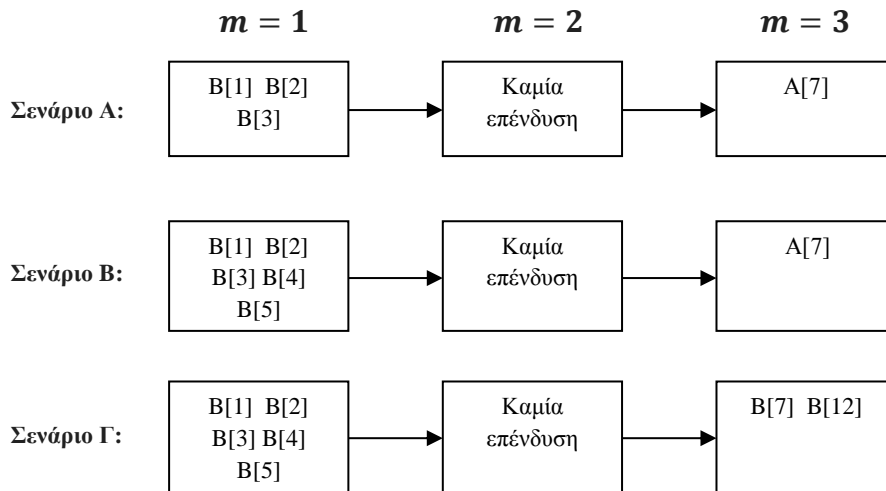 m = 1 m = 2 m = 3
Σενάριο Α: Β[1] Β[2] Καμία Α[7]
Β[3] επένδυση
Σενάριο Β: Β[1] Β[2] Καμία Α[7]
Β[3] Β[4] επένδυση
Β[5]
Σενάριο Γ: Β[1] Β[2] Καμία Β[7] Β[12]
Β[3] Β[4] επένδυση
Β[5]